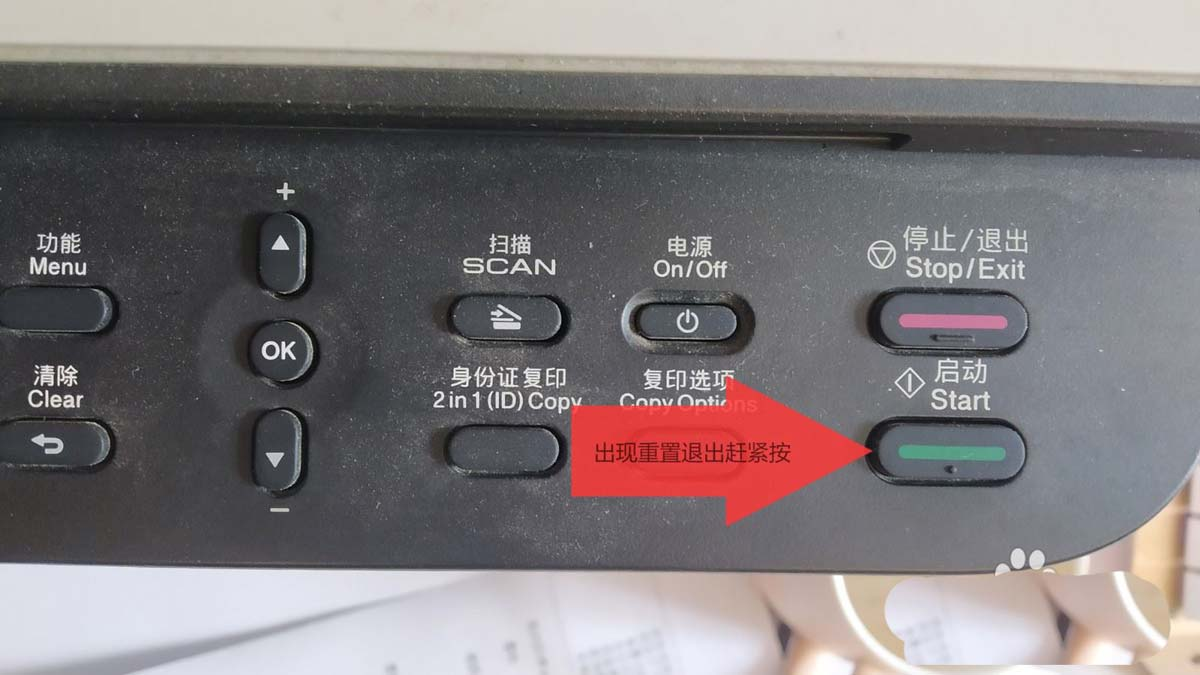 +
功能
Menu
扫描
SCAN
电源
On/Off
停止/退出
Stop/Exit
OK
清除
Clear
身份证复印
2 in 1 (ID) Copy
复印选项
Copy Options
启动
Start
出现重置退出赶紧按
−